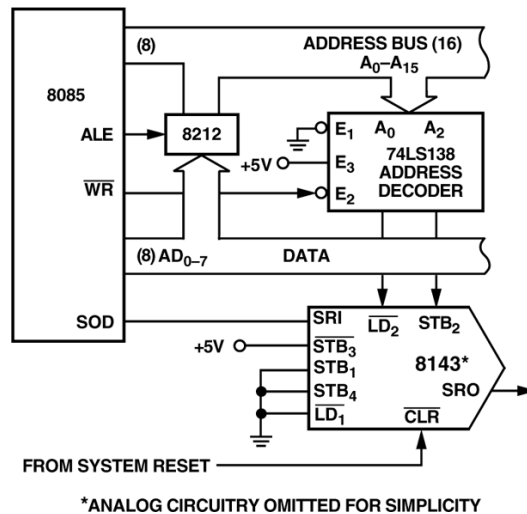 (8)
ADDRESS BUS (16)
A0–A15
8085
ALE
8212
E1
A0 A2
74LS138
ADDRESS
DECODER
+5V
E3
WR
E2
(8) AD0–7
DATA
SOD
SRI
LD2
STB2
+5V
STB3
STB1
8143*
STB4
SRO
LD1
CLR
FROM SYSTEM RESET
*ANALOG CIRCUITRY OMITTED FOR SIMPLICITY